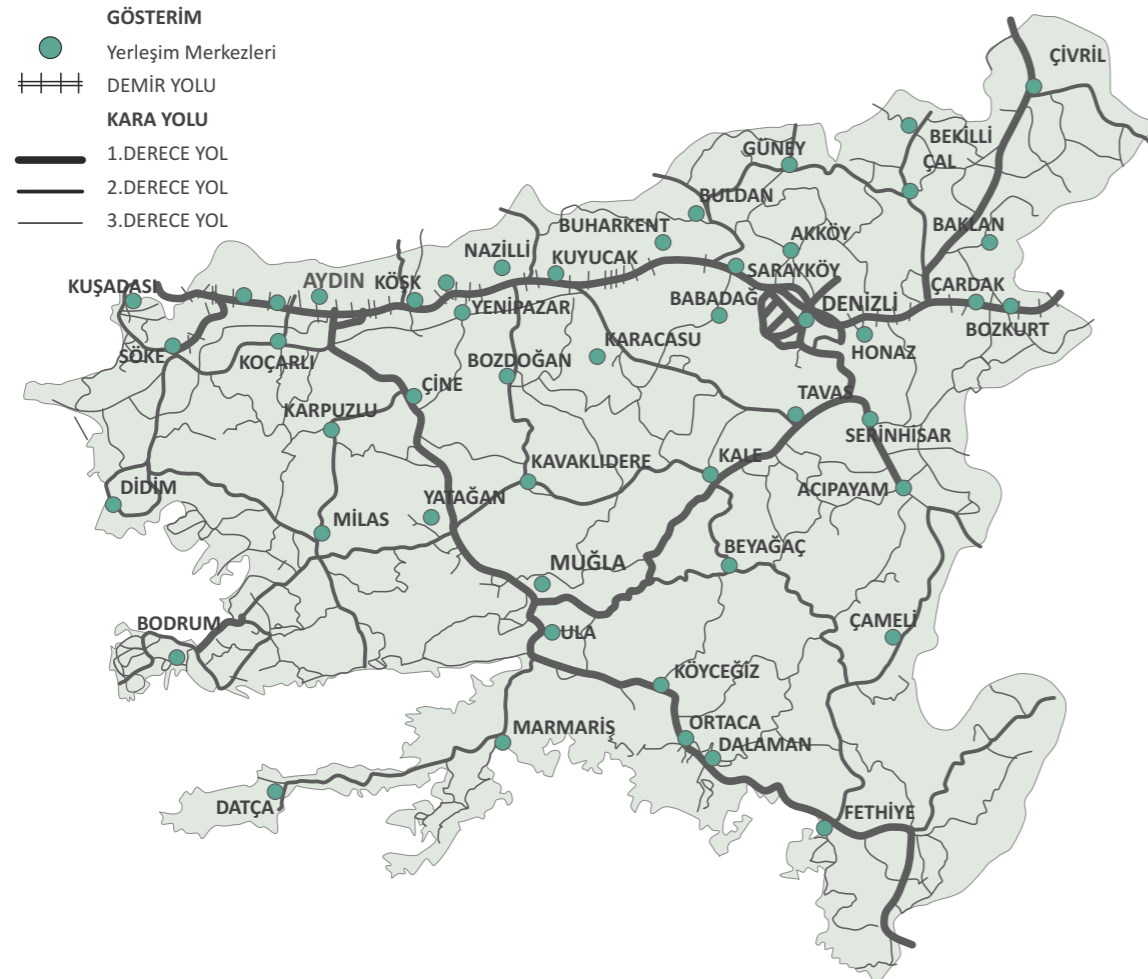 GÖSTERİM
Yerleşim Merkezleri
DEMİR YOLU
KARA YOLU
1.DERECE YOL
2.DERECE YOL
3.DERECE YOL
ÇİVRİL
BEKİLLİ
GÜNEY
ÇAL
BULDAN
BUHARKENT
BAKLAN
AKKÖY
NAZİLLİ
KUYUCAK
SARAYKÖY
AYDIN
KÖŞK
KUŞADASI
ÇARDAK
YENİPAZAR
BABADAĞ
DENİZLİ
BOZKURT
KARACASU
HONAZ
SÖKE
KOÇARLI
BOZDOĞAN
ÇİNE
TAVAS
KARPUZLU
SERİNHİSAR
KAVAKLIDERE
KALE
DİDİM
YATAĞAN
ACIPAYAM
MİLAS
BEYAĞAÇ
MUĞLA
BODRUM
ULA
ÇAMELİ
KÖYCEĞİZ
MARMARİS
ORTACA
DALAMAN
DATÇA
FETHİYE